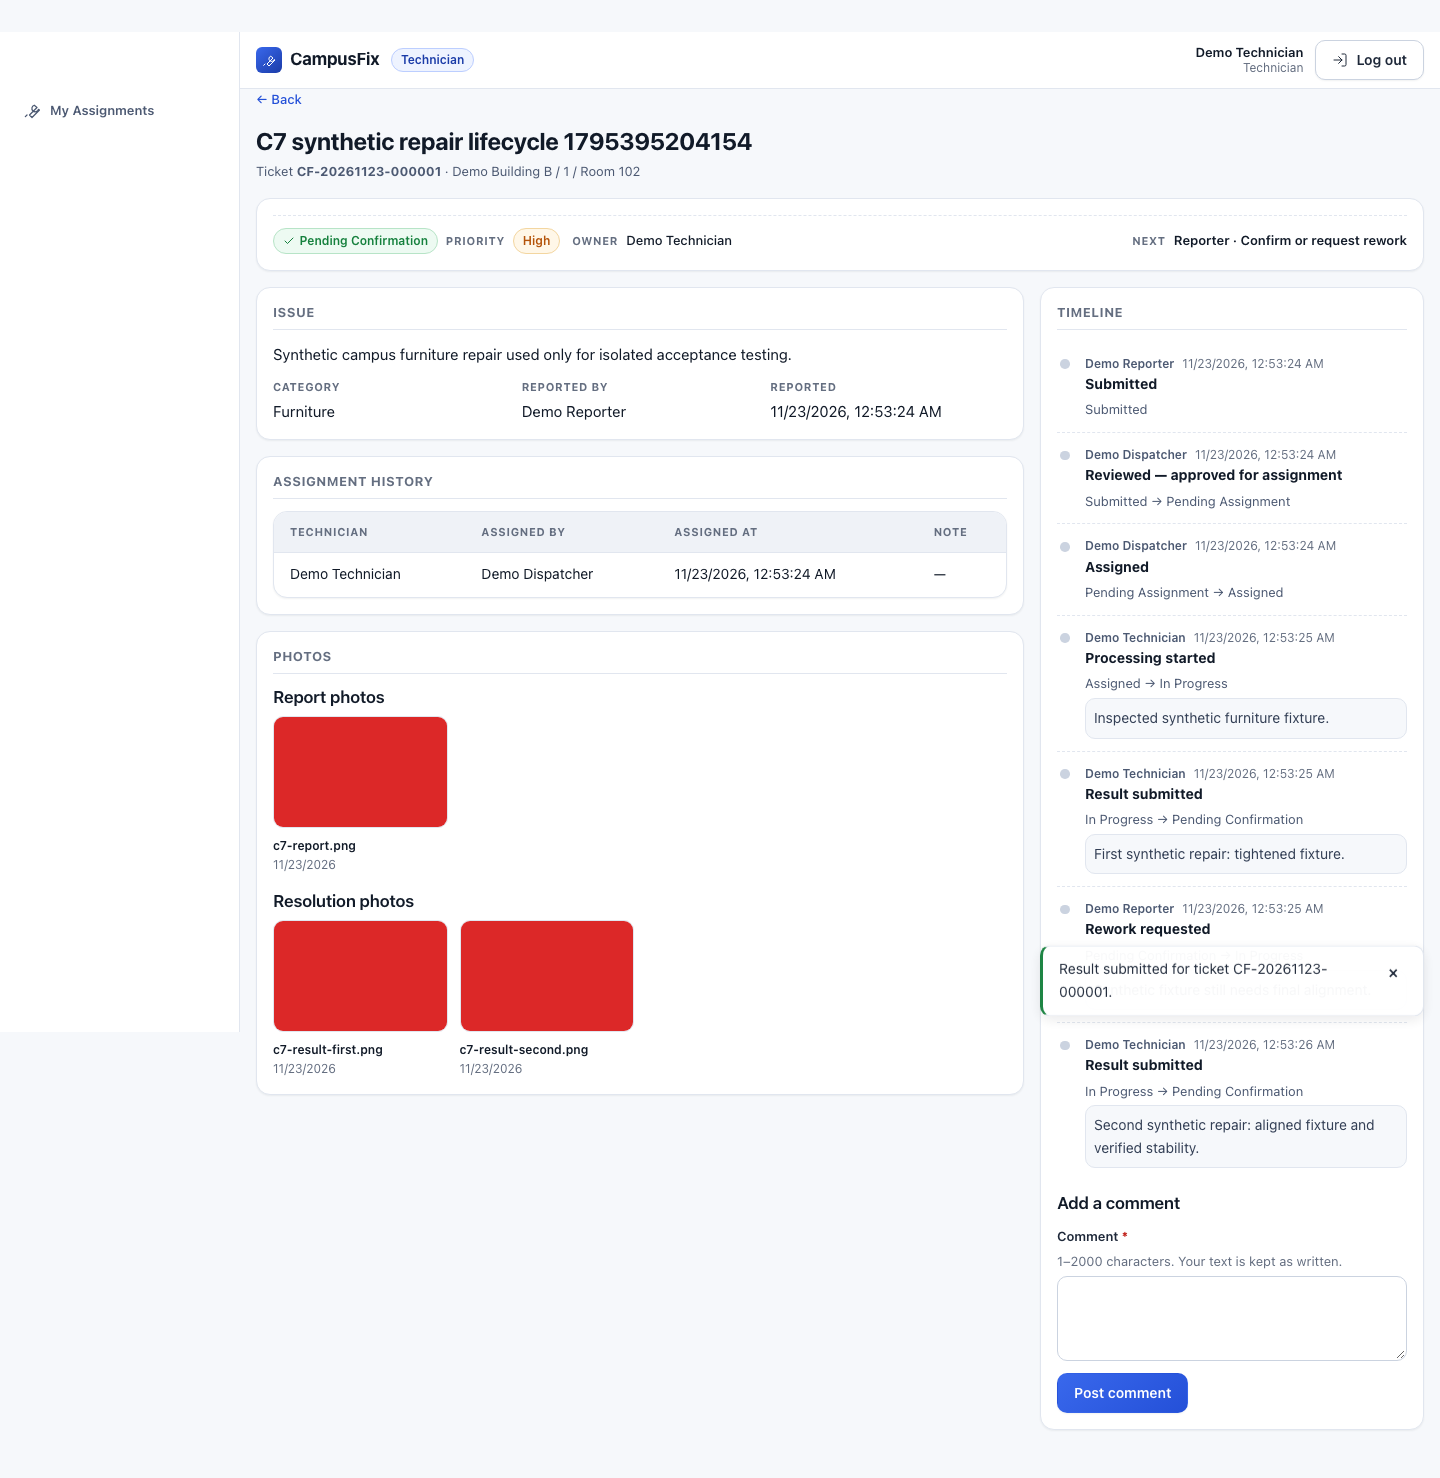 CampusFix
Technician
Demo Technician
Technician
Log out
My Assignments
← Back
C7 synthetic repair lifecycle 1795395204154
Ticket CF-20261123-000001 · Demo Building B / 1 / Room 102
Pending Confirmation
PRIORITY
High
OWNER
Demo Technician
NEXT
Reporter · Confirm or request rework
ISSUE
Synthetic campus furniture repair used only for isolated acceptance testing.
CATEGORY
REPORTED BY
REPORTED
Furniture
Demo Reporter
11/23/2026, 12:53:24 AM
ASSIGNMENT HISTORY
TECHNICIAN
ASSIGNED BY
ASSIGNED AT
NOTE
Demo Technician
Demo Dispatcher
11/23/2026, 12:53:24 AM
—
PHOTOS
Report photos
c7-report.png
11/23/2026
Resolution photos
c7-result-first.png
11/23/2026
c7-result-second.png
11/23/2026
TIMELINE
Demo Reporter 11/23/2026, 12:53:24 AM
Submitted
Submitted
Demo Dispatcher 11/23/2026, 12:53:24 AM
Reviewed — approved for assignment
Submitted → Pending Assignment
Demo Dispatcher 11/23/2026, 12:53:24 AM
Assigned
Pending Assignment → Assigned
Demo Technician 11/23/2026, 12:53:25 AM
Processing started
Assigned → In Progress
Inspected synthetic furniture fixture.
Demo Technician 11/23/2026, 12:53:25 AM
Result submitted
In Progress → Pending Confirmation
First synthetic repair: tightened fixture.
Demo Reporter 11/23/2026, 12:53:25 AM
Rework requested
Result submitted for ticket CF-20261123-
000001.
fixture still needs final alignment
Demo Technician 11/23/2026, 12:53:26 AM
Result submitted
In Progress → Pending Confirmation
Second synthetic repair: aligned fixture and
verified stability.
Add a comment
Comment *
1–2000 characters. Your text is kept as written.
Post comment